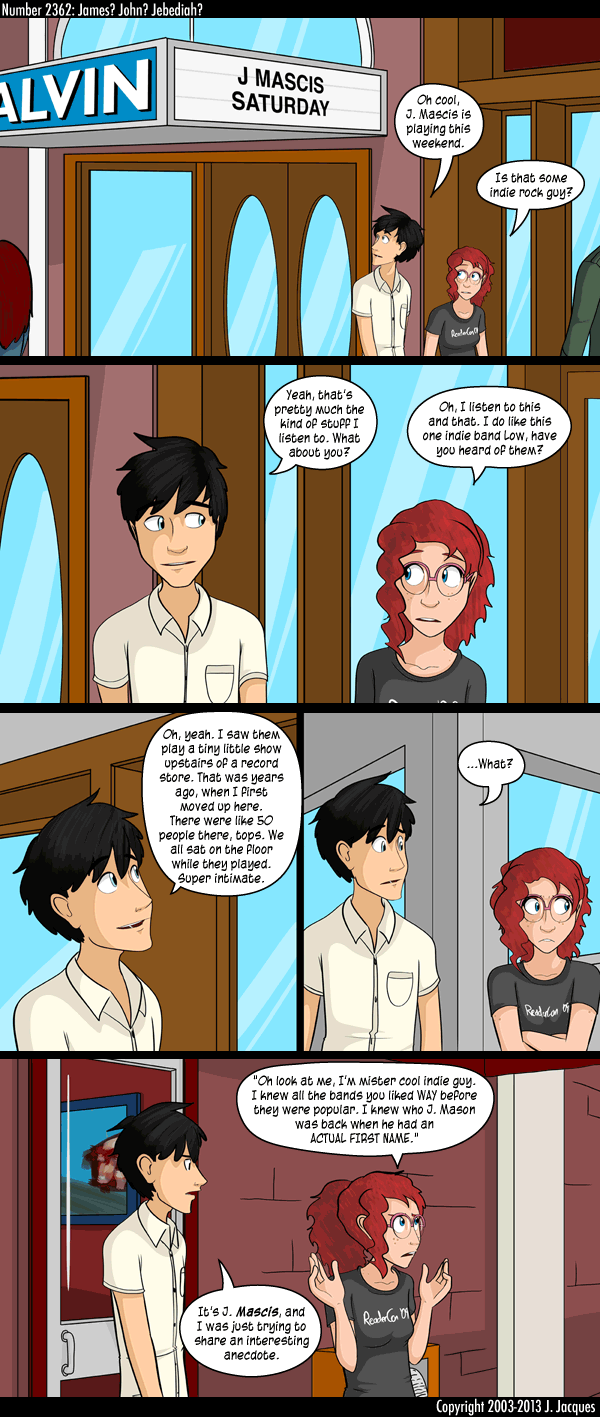 Number 2362: James? John? Jebediah?
ALVIN
J MASCIS
SATURDAY
Oh cool,
J. Mascis is
playing this
weekend.
Is that some
indie rock guy?
ReaderCon 09
Yeah, that's
pretty much the
kind of stuff I
listen to. What
about you?
Oh, I listen to this
and that. I do like this
one indie band Low, have
you heard of them?
Oh, yeah. I saw them
play a tiny little show
upstairs of a record
store. That was years
ago, when I first
moved up here.
There were like 50
people there, tops. We
all sat on the floor
while they played.
Super intimate.
...What?
ReaderCon 09
"Oh look at me, I'm mister cool indie guy.
I knew all the bands you liked WAY before
they were popular. I knew who J. Mason
was back when he had an
ACTUAL FIRST NAME."
It's J. Mascis, and
I was just trying to
share an interesting
anecdote.
ReaderCon '09
Copyright 2003-2013 J. Jacques